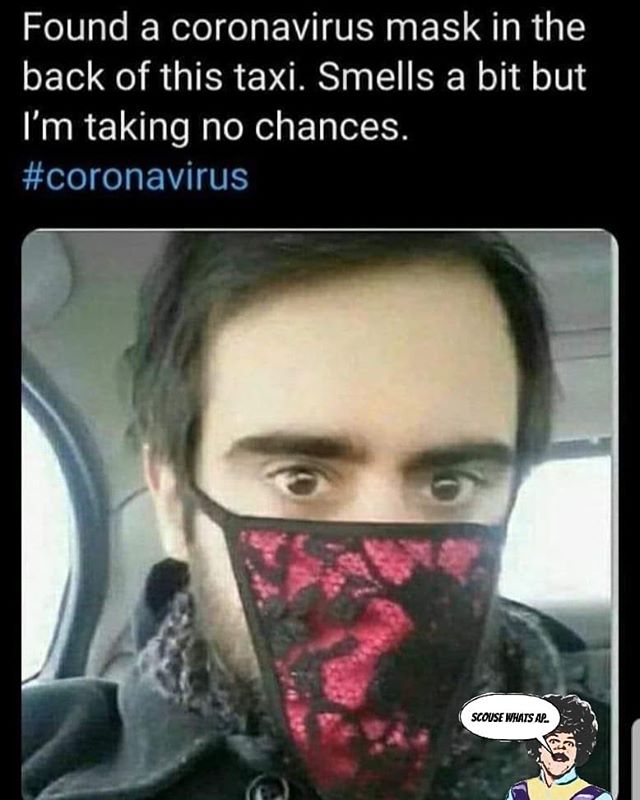 Found a coronavirus mask in the
back of this taxi. Smells a bit but
I'm taking no chances.
#coronavirus
SCOUSE WHATS AP..